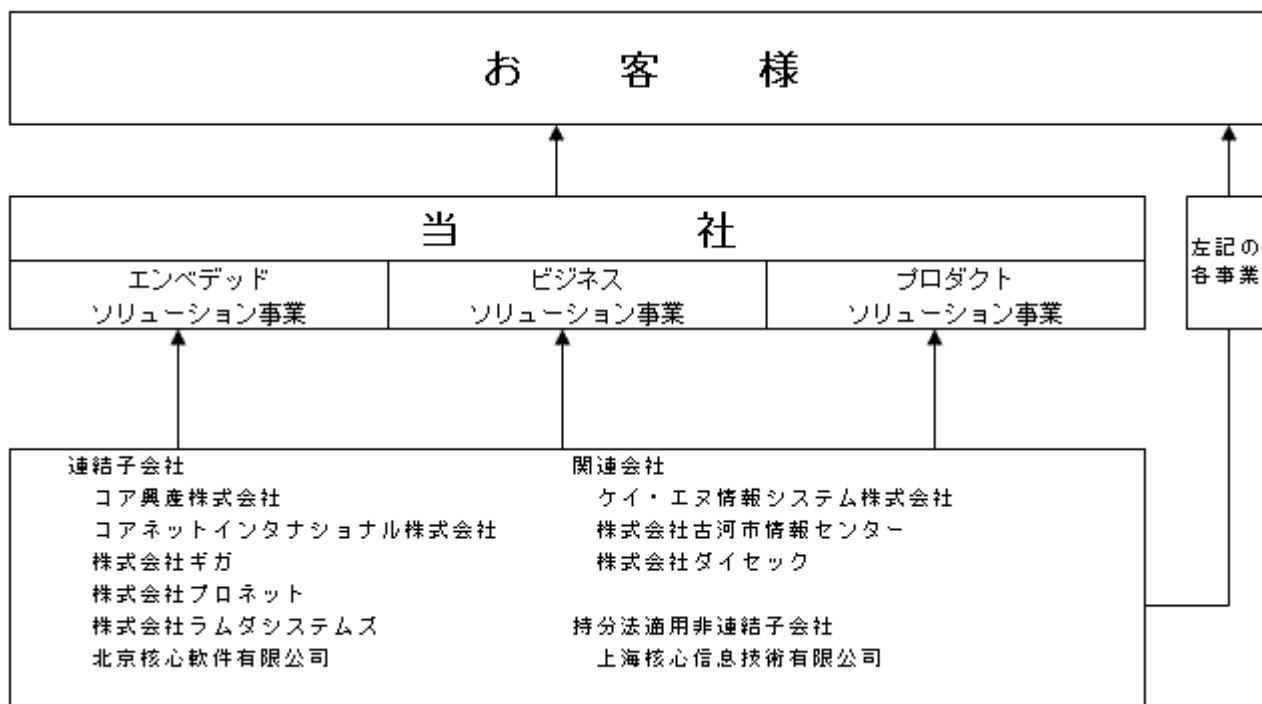 お客様
当社
左記の
各事業
エンベデッド
ソリューション事業
ビジネス
ソリューション事業
プロダクト
ソリューション事業
連結子会社
コア興産株式会社
コアネットインタナショナル株式会社
株式会社ギガ
株式会社プロネット
株式会社ラムダシステムズ
北京核心軟件有限公司
関連会社
ケイ・エヌ情報システム株式会社
株式会社古河市情報センター
株式会社ダイセック
持分法適用非連結子会社
上海核心信息技術有限公司